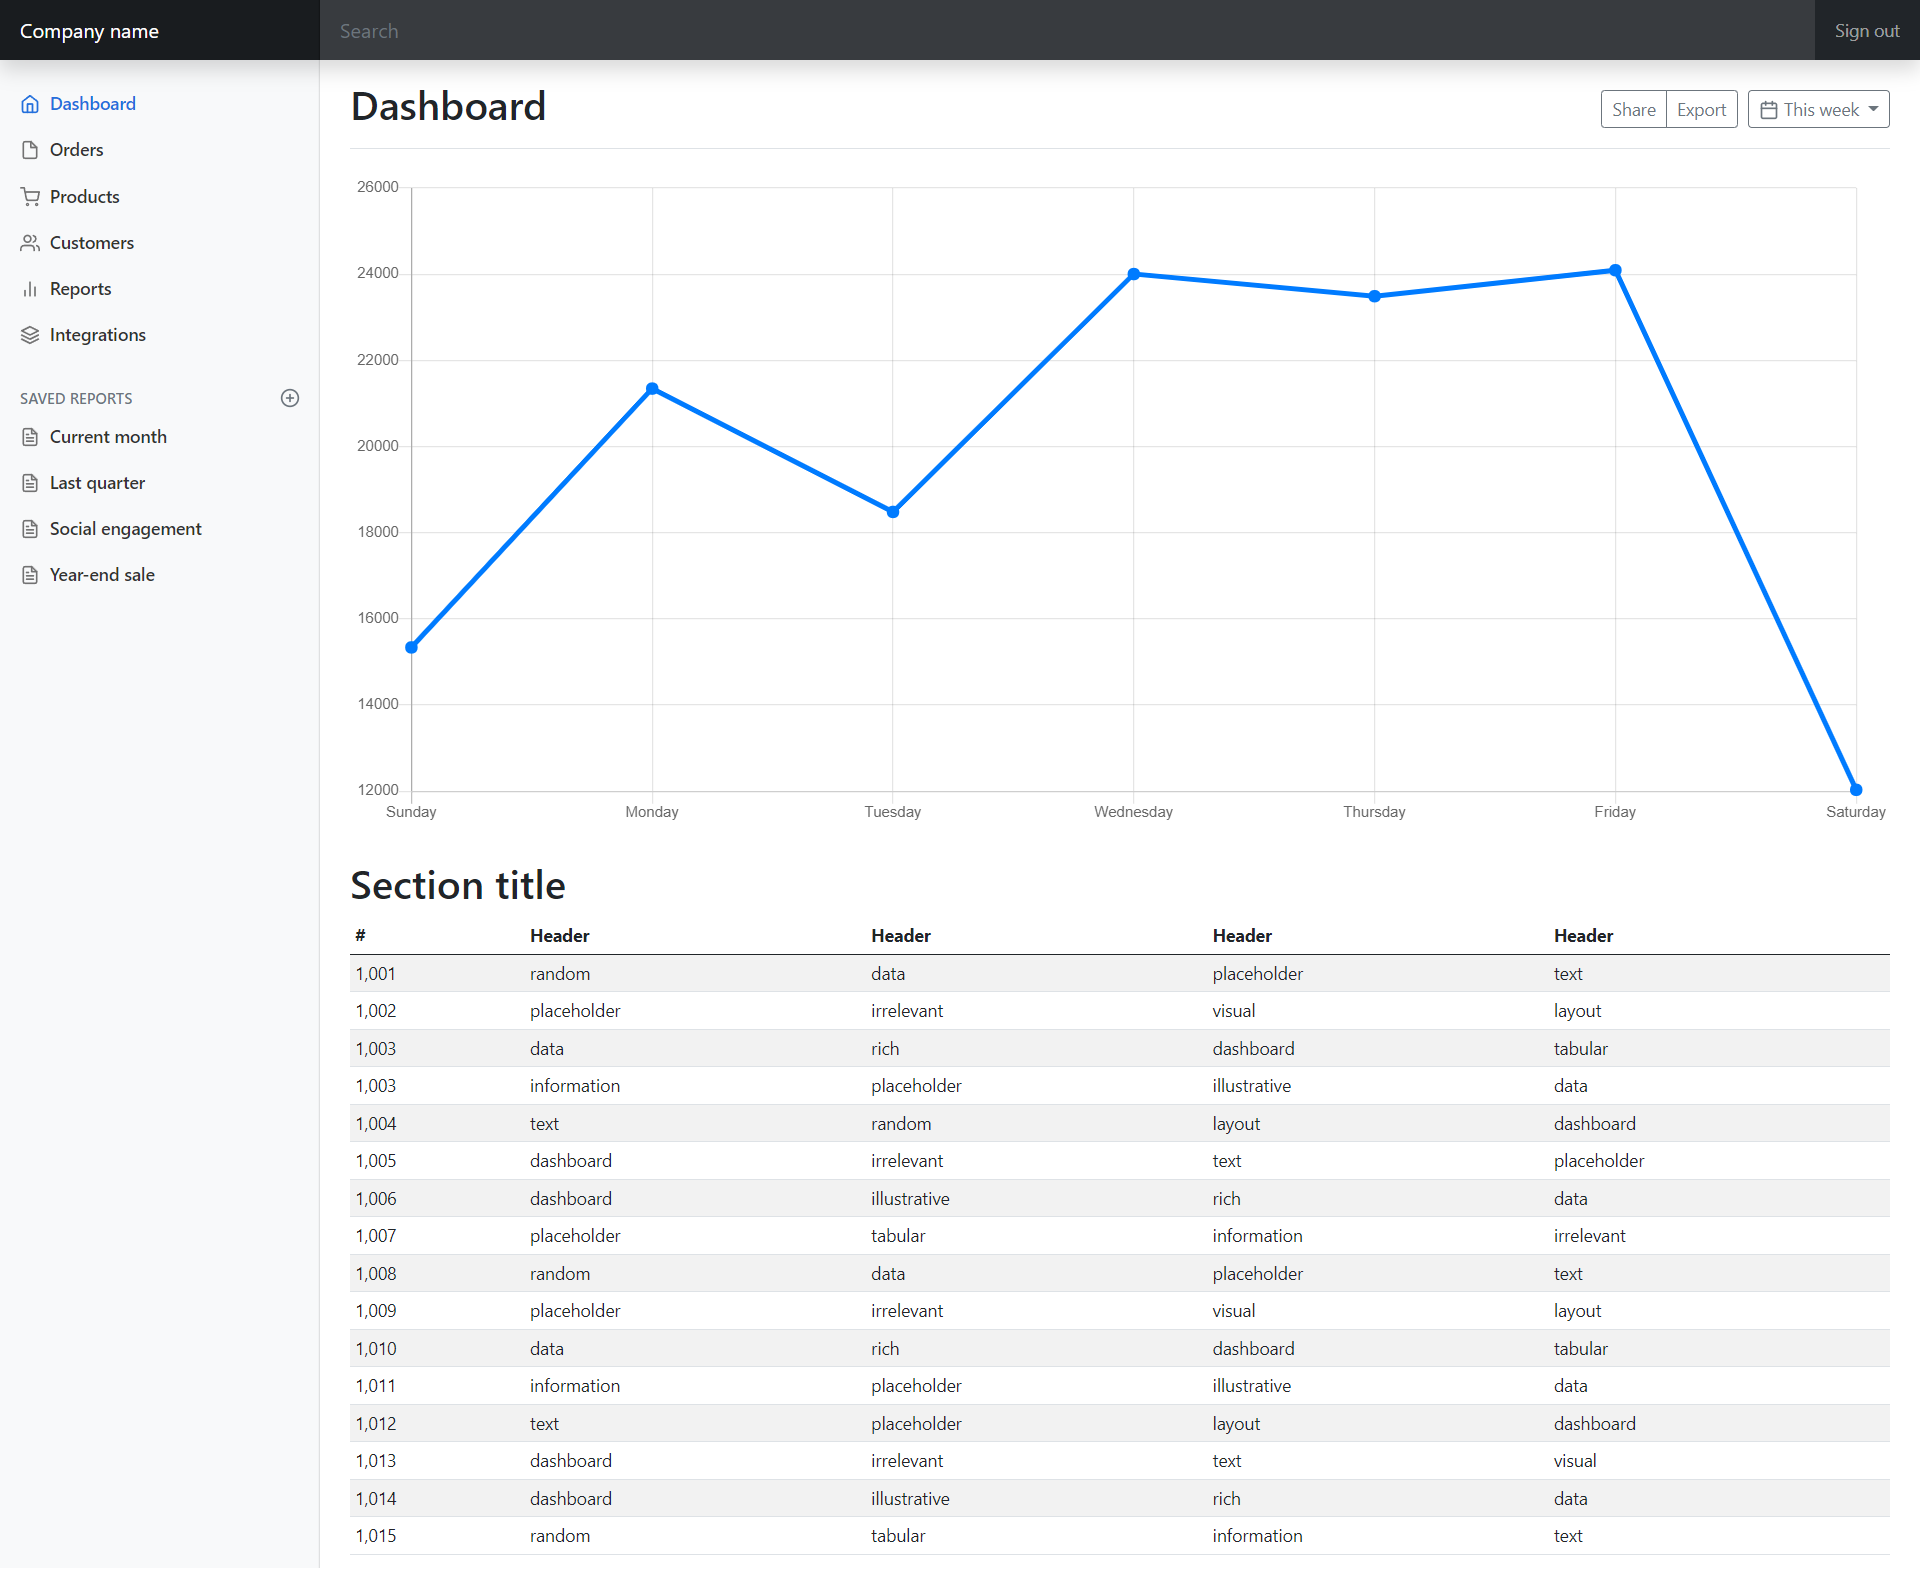 Company name
Search
Sign out
Dashboard
Orders
Products
Customers
Reports
Integrations
SAVED REPORTS
Current month
Last quarter
Social engagement
Year-end sale
Dashboard
Share Export This week
26000
24000
22000
20000
18000
16000
14000
12000
Sunday Monday Tuesday Wednesday Thursday Friday Saturday
Section title
# Header Header Header Header
1,001 random data placeholder text
1,002 placeholder irrelevant visual layout
1,003 data rich dashboard tabular
1,003 information placeholder illustrative data
1,004 text random layout dashboard
1,005 dashboard irrelevant text placeholder
1,006 dashboard illustrative rich data
1,007 placeholder tabular information irrelevant
1,008 random data placeholder text
1,009 placeholder irrelevant visual layout
1,010 data rich dashboard tabular
1,011 information placeholder illustrative data
1,012 text placeholder layout dashboard
1,013 dashboard irrelevant text visual
1,014 dashboard illustrative rich data
1,015 random tabular information text